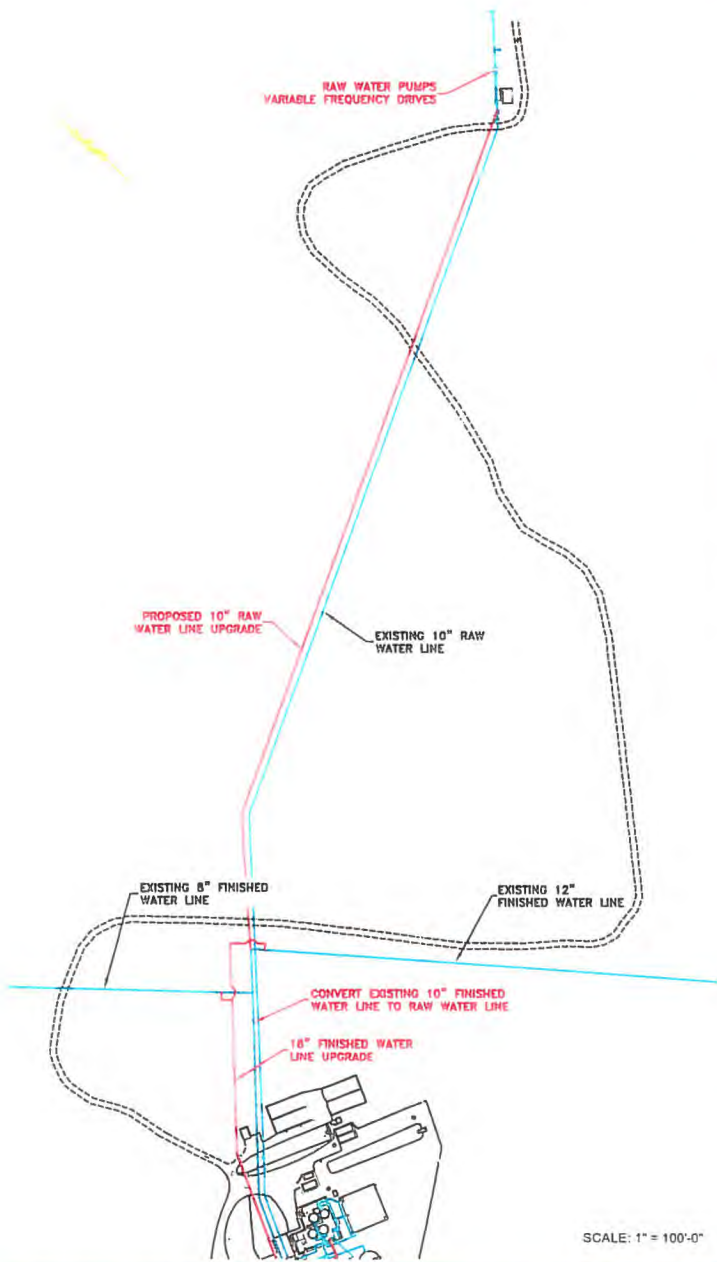 RAW WATER PUMPS
VARIABLE FREQUENCY DRIVES
PROPOSED 10" RAW
WATER LINE UPGRADE
EXISTING 10" RAW
WATER LINE
EXISTING 8" FINISHED
WATER LINE
EXISTING 12"
FINISHED WATER LINE
CONVERT EXISTING 10" FINISHED
WATER LINE TO RAW WATER LINE
16" FINISHED WATER
LINE UPGRADE
SCALE: 1" = 100'-0"